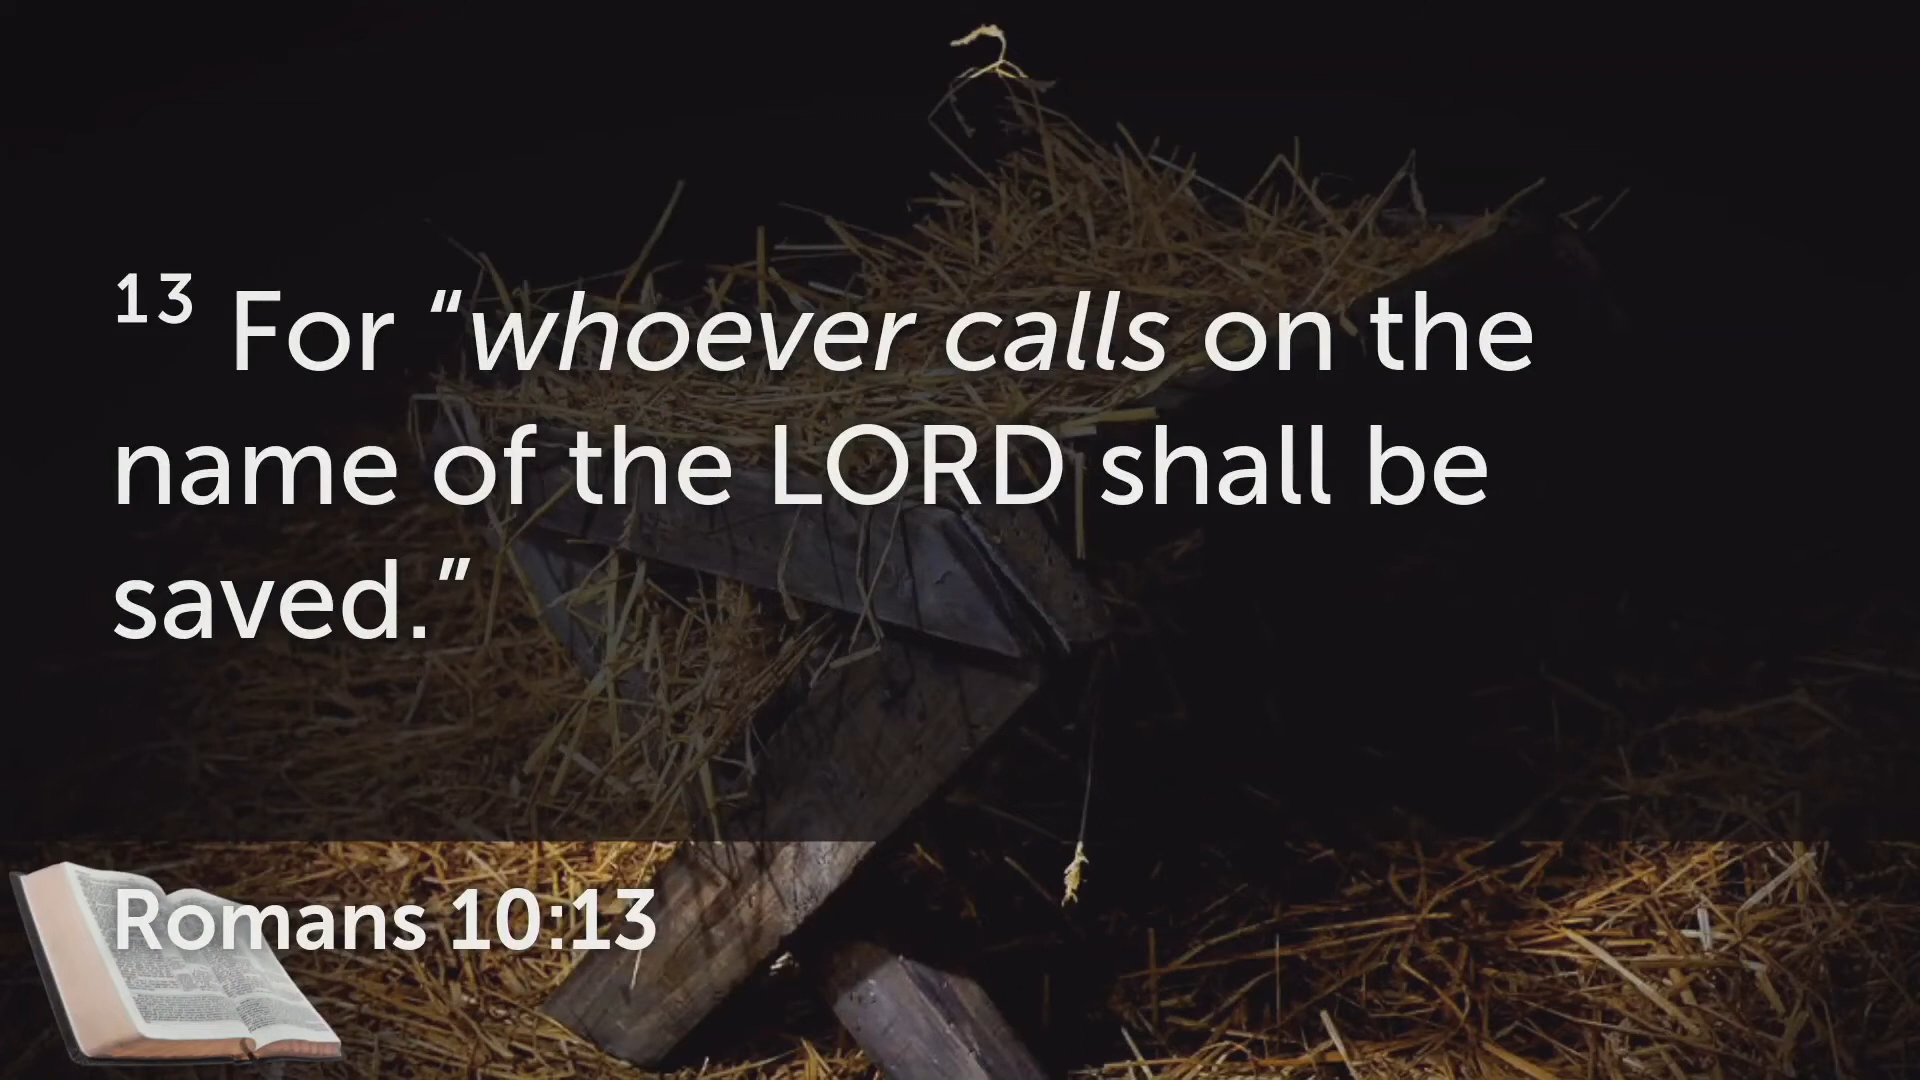 13 For “whoever calls on the
name of the LORD shall be
saved.”
Romans 10:13